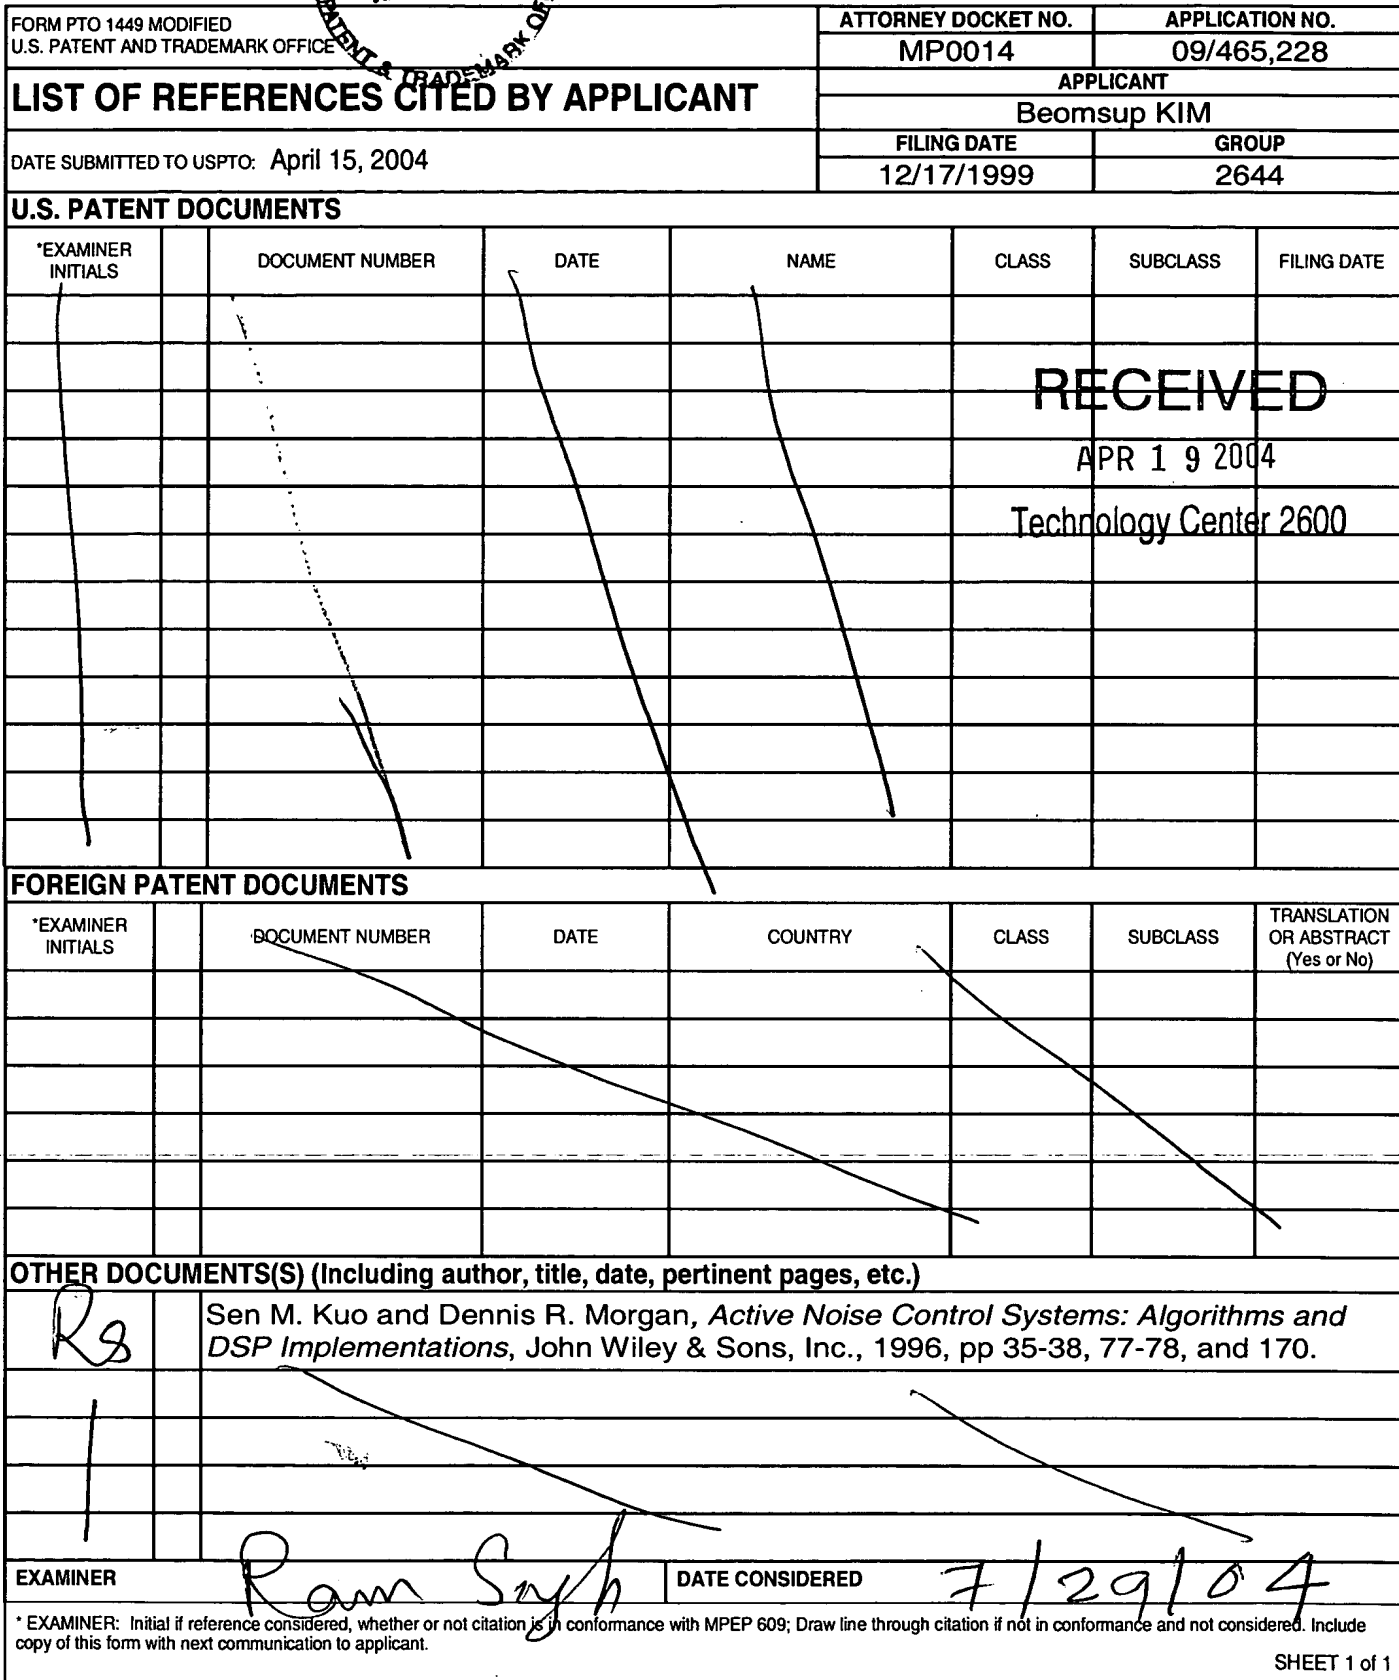 FORM PTO 1449 MODIFIED
U.S. PATENT AND TRADEMARK OFFICE
PATENT & TRADEMARK OF
ATTORNEY DOCKET NO.
APPLICATION NO.
MP0014
09/465,228
LIST OF REFERENCES CITED BY APPLICANT
APPLICANT
Beomsup KIM
DATE SUBMITTED TO USPTO: April 15, 2004
FILING DATE
GROUP
12/17/1999
2644
U.S. PATENT DOCUMENTS
*EXAMINER
INITIALS
DOCUMENT NUMBER
DATE
NAME
CLASS
SUBCLASS
FILING DATE
RECEIVED
APR 19 2004
Technology Center 2600
FOREIGN PATENT DOCUMENTS
*EXAMINER
INITIALS
DOCUMENT NUMBER
DATE
COUNTRY
CLASS
SUBCLASS
TRANSLATION
OR ABSTRACT
(Yes or No)
OTHER DOCUMENTS(S) (Including author, title, date, pertinent pages, etc.)
RS
Sen M. Kuo and Dennis R. Morgan, Active Noise Control Systems: Algorithms and
DSP Implementations, John Wiley & Sons, Inc., 1996, pp 35-38, 77-78, and 170.
EXAMINER
Ram Singh
DATE CONSIDERED
7/29/04
* EXAMINER: Initial if reference considered, whether or not citation is in conformance with MPEP 609; Draw line through citation if not in conformance and not considered. Include
copy of this form with next communication to applicant.
SHEET 1 of 1